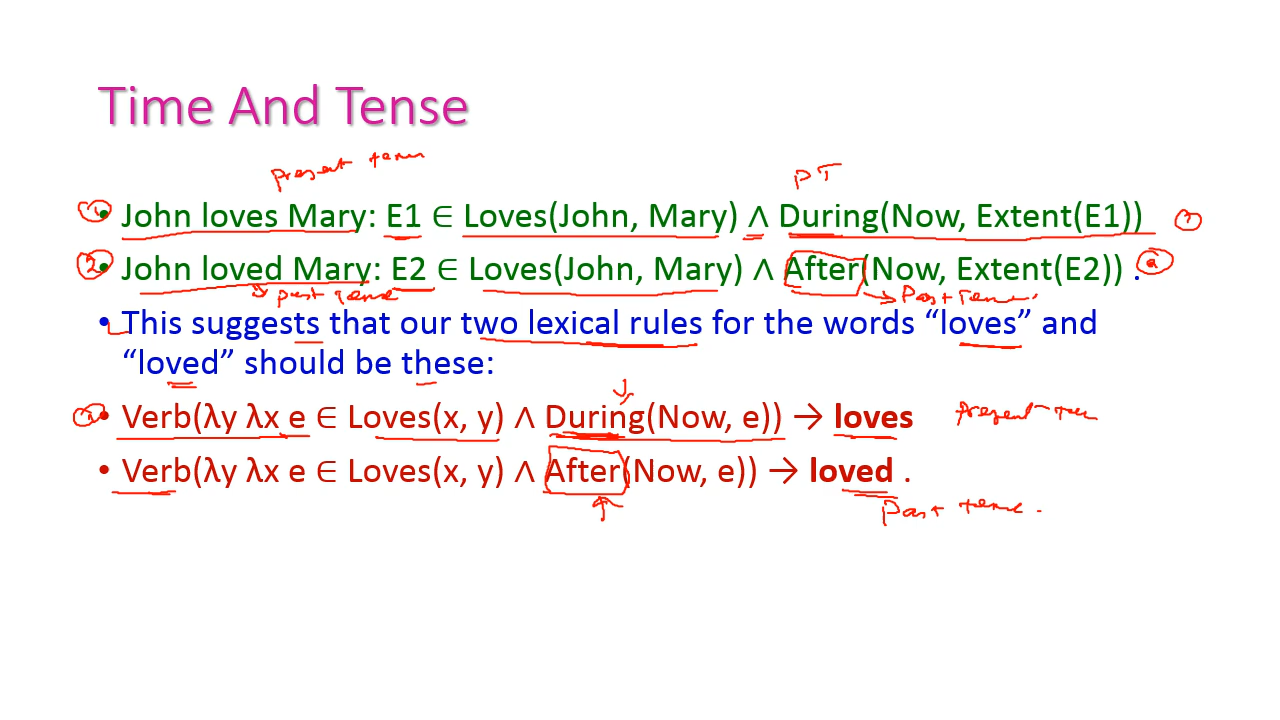 Time And Tense
present tense
PT
① • John loves Mary: E1 ∈ Loves(John, Mary) ∧ During(Now, Extent(E1))
② • John loved Mary: E2 ∈ Loves(John, Mary) ∧ After(Now, Extent(E2)) .
past tense Past Tense
• This suggests that our two lexical rules for the words “loves” and
“loved” should be these:
• Verb(λy λx e ∈ Loves(x, y) ∧ During(Now, e)) → loves present tense
• Verb(λy λx e ∈ Loves(x, y) ∧ After(Now, e)) → loved .
Past tense .